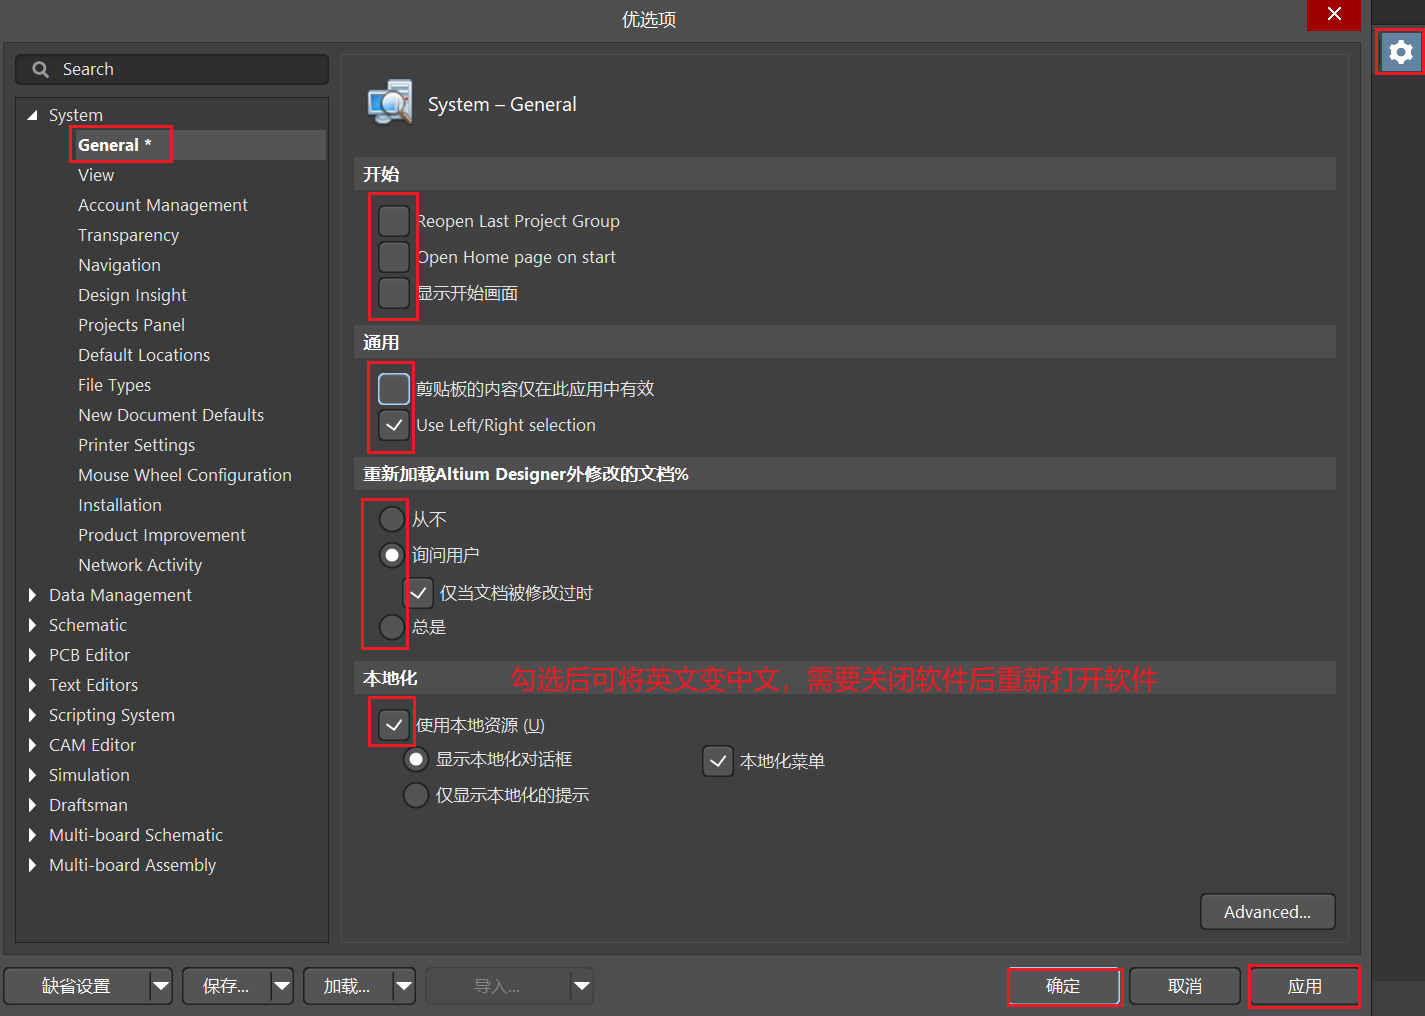 优选项
Search
System
General *
View
Account Management
Transparency
Navigation
Design Insight
Projects Panel
Default Locations
File Types
New Document Defaults
Printer Settings
Mouse Wheel Configuration
Installation
Product Improvement
Network Activity
Data Management
Schematic
PCB Editor
Text Editors
Scripting System
CAM Editor
Simulation
Draftsman
Multi-board Schematic
Multi-board Assembly
System – General
开始
Reopen Last Project Group
Open Home page on start
显示开始画面
通用
剪贴板的内容仅在此应用中有效
Use Left/Right selection
重新加载Altium Designer外修改的文档%
从不
询问用户
仅当文档被修改过时
总是
本地化
勾选后可将英文变中文，需要关闭软件后重新打开软件
使用本地资源 (U)
显示本地化对话框
本地化菜单
仅显示本地化的提示
Advanced...
缺省设置
保存...
加载...
导入...
确定
取消
应用